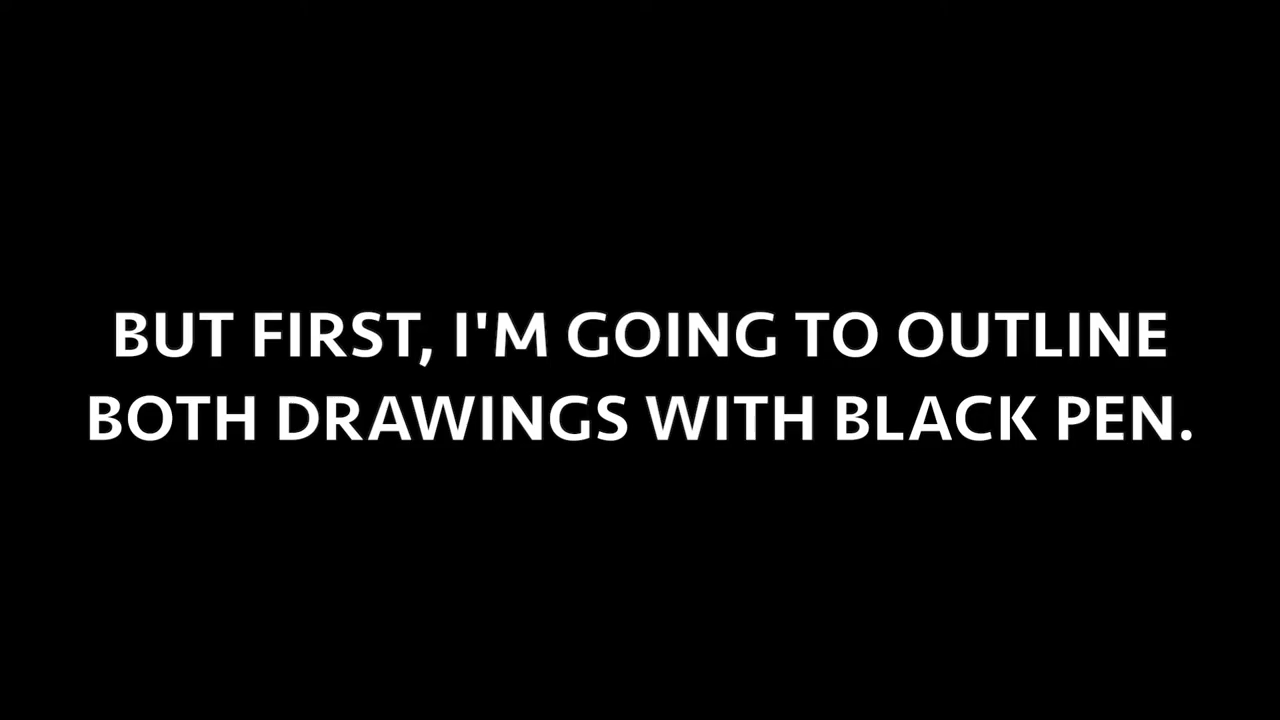 BUT FIRST, I'M GOING TO OUTLINE
BOTH DRAWINGS WITH BLACK PEN.